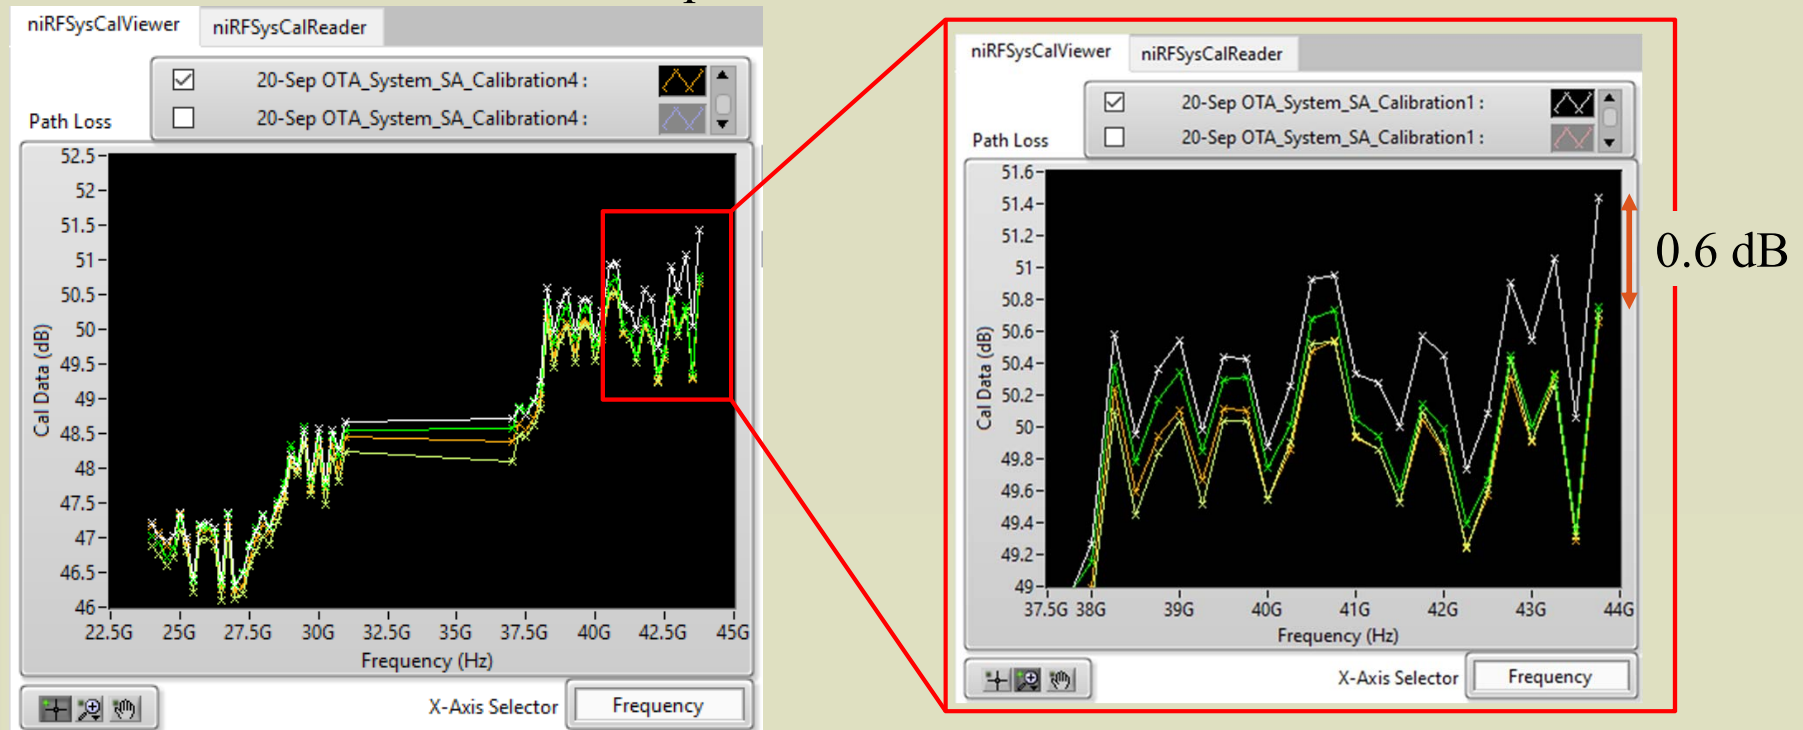 niRFSysCalViewer niRFSysCalReader
20-Sep OTA_System_SA_Calibration4 :
20-Sep OTA_System_SA_Calibration4 :
Path Loss
52.5
52
51.5
51
50.5
50
49.5
49
48.5
48
47.5
47
46.5
46
Cal Data (dB)
22.5G 25G 27.5G 30G 32.5G 35G 37.5G 40G 42.5G 45G
Frequency (Hz)
X-Axis Selector Frequency
niRFSysCalViewer niRFSysCalReader
20-Sep OTA_System_SA_Calibration1 :
20-Sep OTA_System_SA_Calibration1 :
Path Loss
51.6
51.4
51.2
51
50.8
50.6
50.4
50.2
50
49.8
49.6
49.4
49.2
49
Cal Data (dB)
37.5G 38G 39G 40G 41G 42G 43G 44G
Frequency (Hz)
X-Axis Selector Frequency
0.6 dB